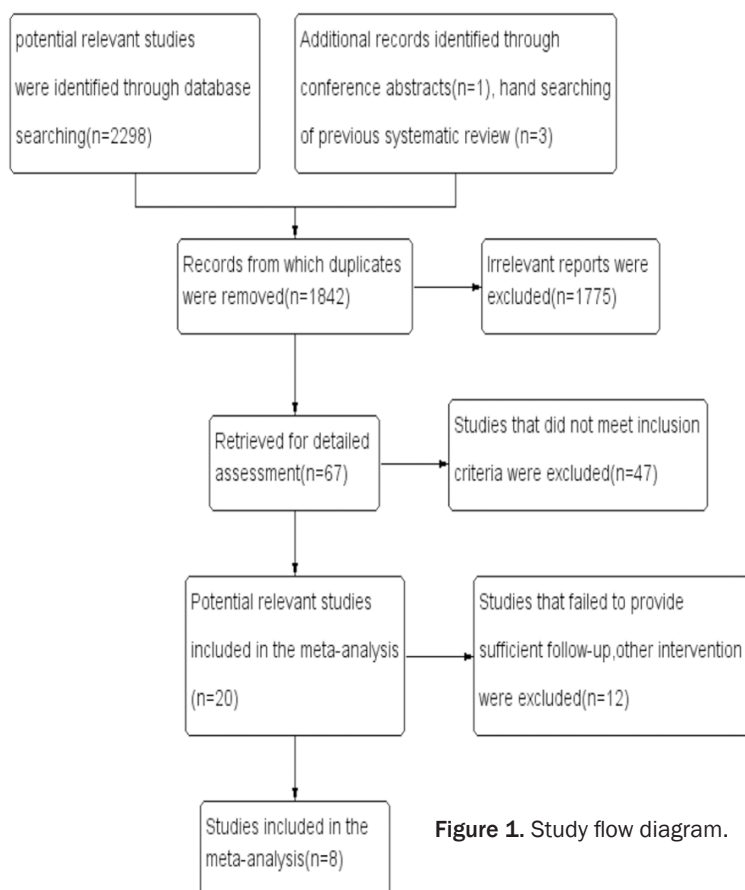 potential relevant studies
were identified through database
searching(n=2298)
Additional records identified through
conference abstracts(n=1), hand searching
of previous systematic review (n=3)
Records from which duplicates
were removed(n=1842)
Irrelevant reports were
excluded(n=1775)
Retrieved for detailed
assessment(n=67)
Studies that did not meet inclusion
criteria were excluded(n=47)
Potential relevant studies
included in the meta-analysis
(n=20)
Studies that failed to provide
sufficient follow-up,other intervention
were excluded(n=12)
Studies included in the
meta-analysis(n=8)
Figure 1. Study flow diagram.